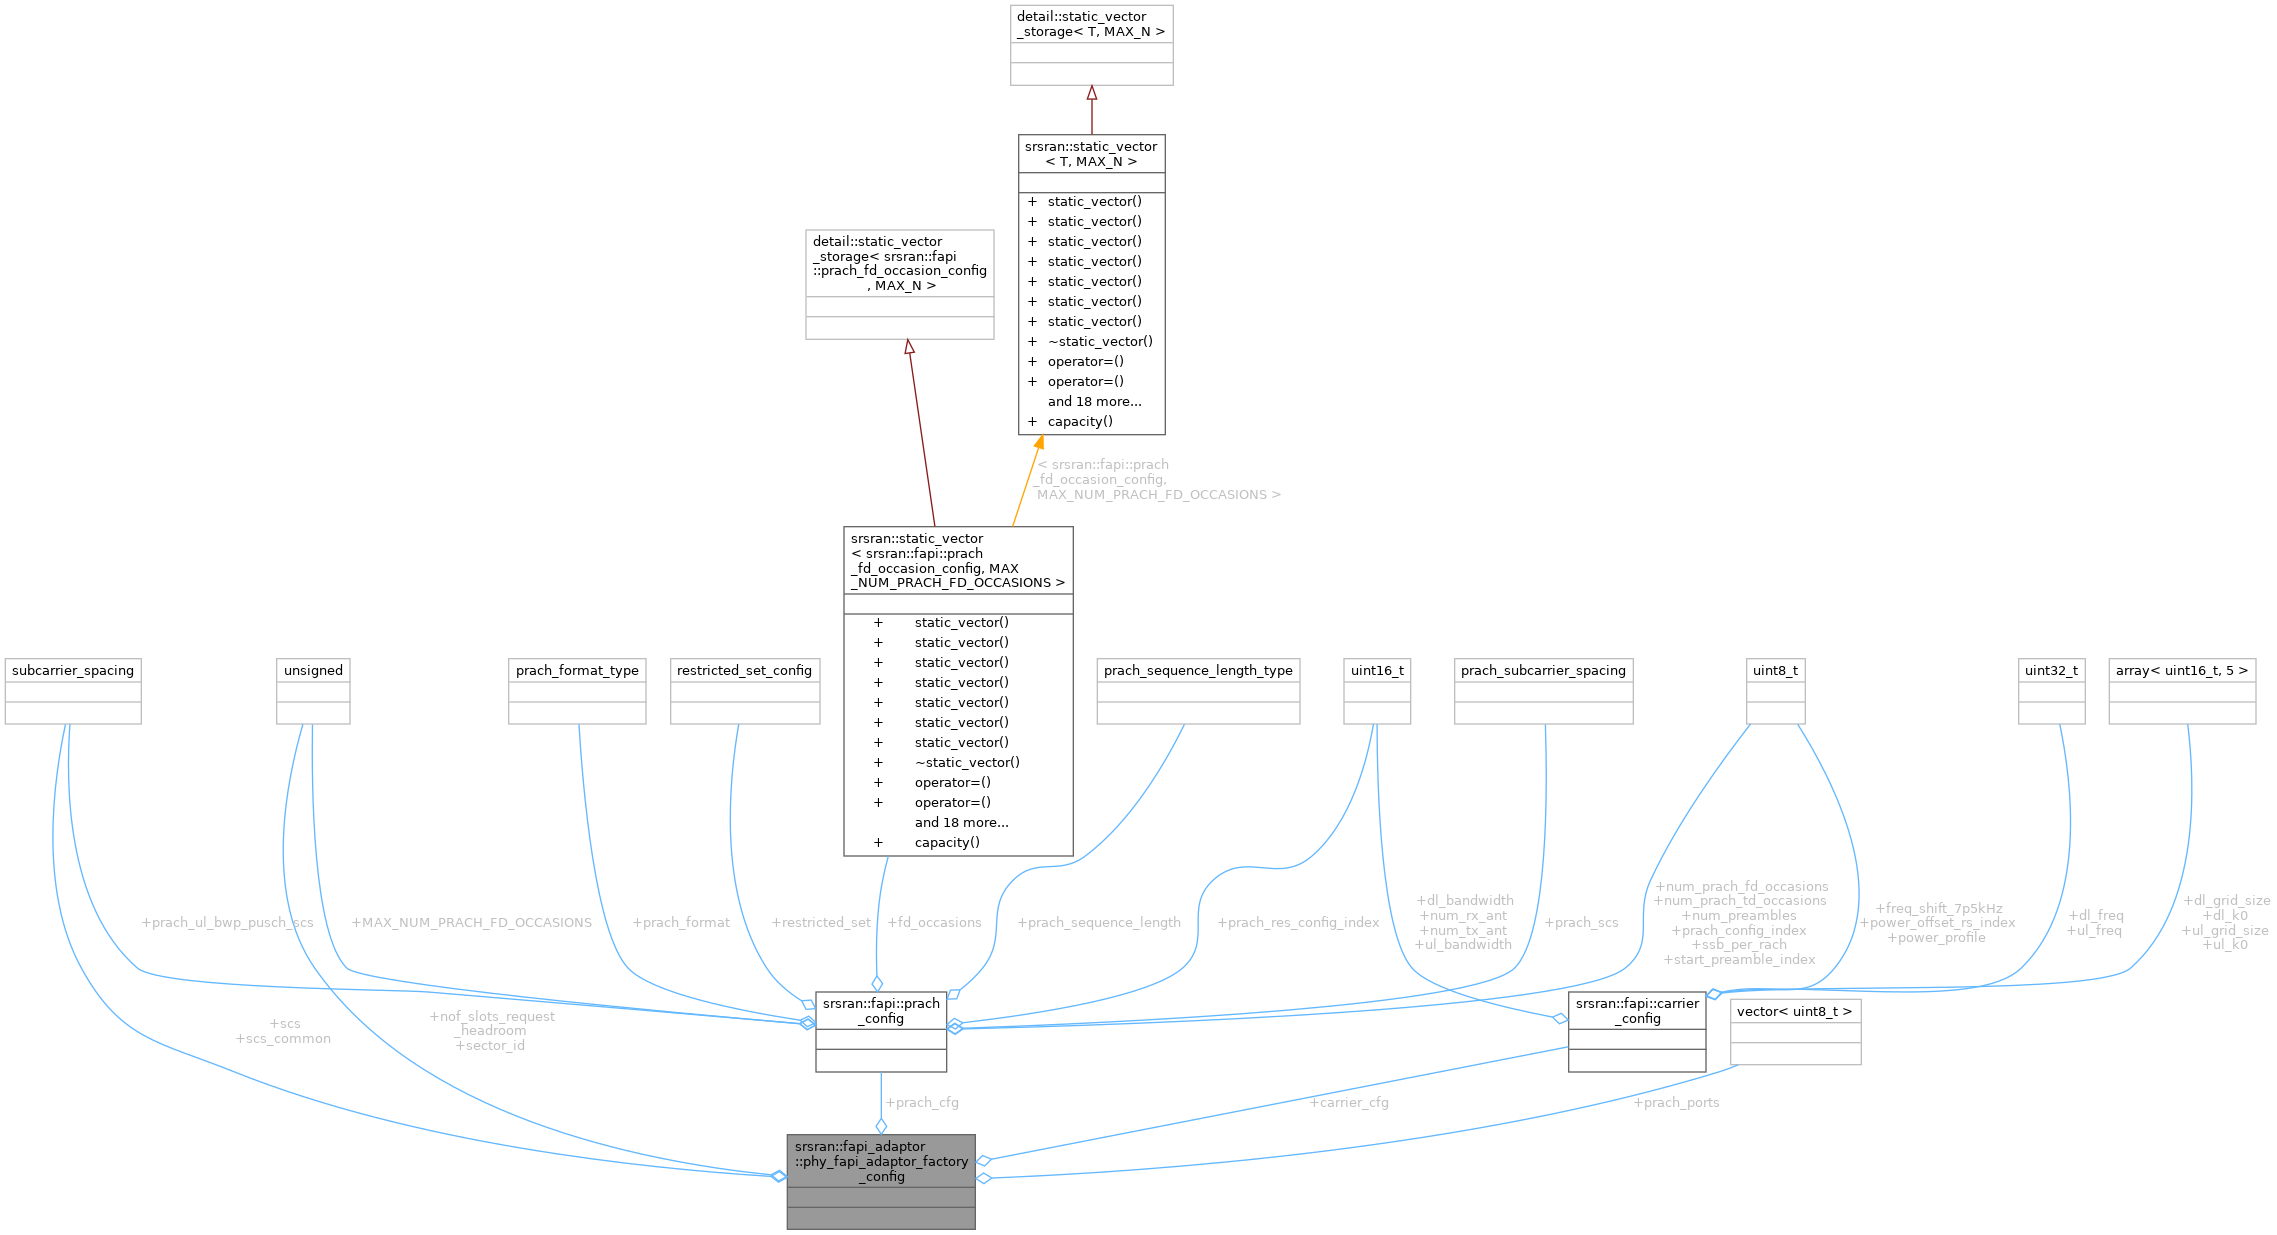 detail::static_vector
_storage< T, MAX_N >
srsran::static_vector
< T, MAX_N >
+ static_vector()
+ static_vector()
+ static_vector()
+ static_vector()
+ static_vector()
+ static_vector()
+ static_vector()
+ ~static_vector()
+ operator=()
+ operator=()
and 18 more...
+ capacity()
detail::static_vector
_storage< srsran::fapi
::prach_fd_occasion_config
, MAX_N >
< srsran::fapi::prach
_fd_occasion_config,
MAX_NUM_PRACH_FD_OCCASIONS >
srsran::static_vector
< srsran::fapi::prach
_fd_occasion_config, MAX
_NUM_PRACH_FD_OCCASIONS >
+ static_vector()
+ static_vector()
+ static_vector()
+ static_vector()
+ static_vector()
+ static_vector()
+ static_vector()
+ ~static_vector()
+ operator=()
+ operator=()
and 18 more...
+ capacity()
subcarrier_spacing
unsigned
prach_format_type
restricted_set_config
prach_sequence_length_type
uint16_t
prach_subcarrier_spacing
uint8_t
uint32_t
array< uint16_t, 5 >
+prach_ul_bwp_pusch_scs
+MAX_NUM_PRACH_FD_OCCASIONS
+prach_format
+restricted_set
+fd_occasions
+prach_sequence_length
+prach_res_config_index
+dl_bandwidth
+num_rx_ant
+num_tx_ant
+ul_bandwidth
+prach_scs
+num_prach_fd_occasions
+num_prach_td_occasions
+num_preambles
+prach_config_index
+ssb_per_rach
+start_preamble_index
+freq_shift_7p5kHz
+power_offset_rs_index
+power_profile
+dl_freq
+ul_freq
+dl_grid_size
+dl_k0
+ul_grid_size
+ul_k0
+scs
+scs_common
+nof_slots_request
_headroom
+sector_id
srsran::fapi::prach
_config
srsran::fapi::carrier
_config
vector< uint8_t >
+prach_cfg
+carrier_cfg
+prach_ports
srsran::fapi_adaptor
::phy_fapi_adaptor_factory
_config